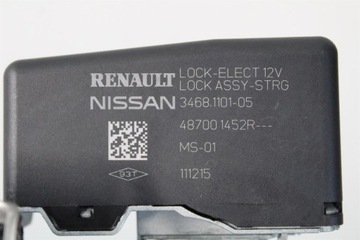 RENAULT LOCK-ELECT 12V
LOCK ASSY-STRG
NISSAN 3468.1101-05
48700 1452R---
MS-01
93T 111215